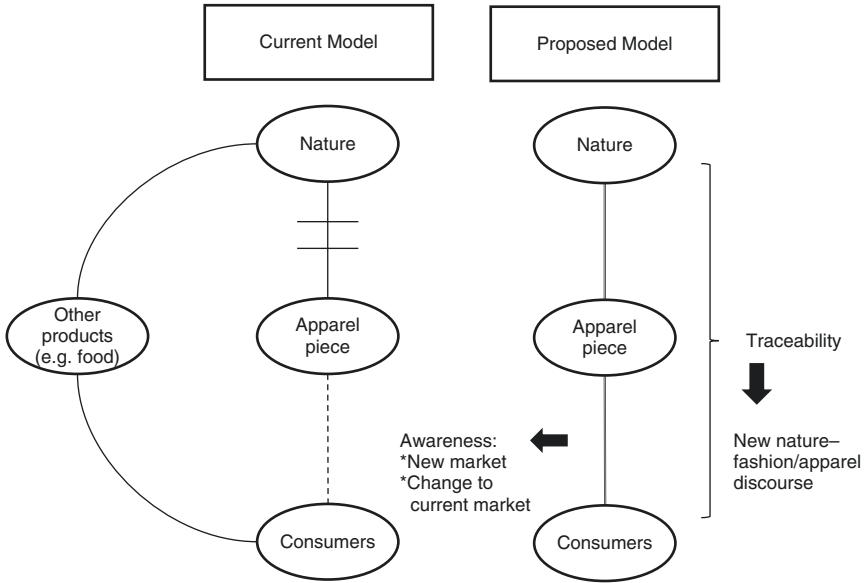 Current Model
Proposed Model
Nature
Other
products
(e.g. food)
Apparel
piece
Consumers
Nature
Apparel
piece
Consumers
Awareness:
*New market
*Change to
current market
Traceability
New nature–
fashion/apparel
discourse